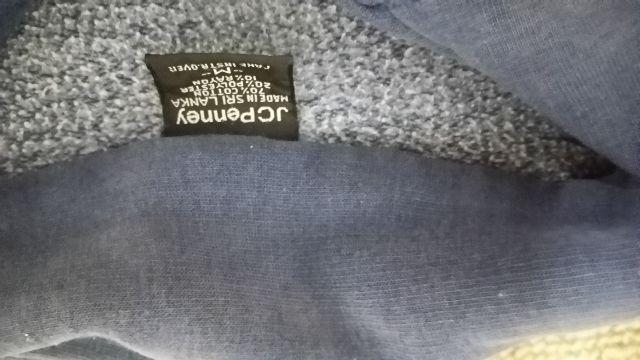 JCPenney
MADE IN SRI LANKA
70% COTTON
20% POLYESTER
10% RAYON
--M--
CARE INSTR.OVER